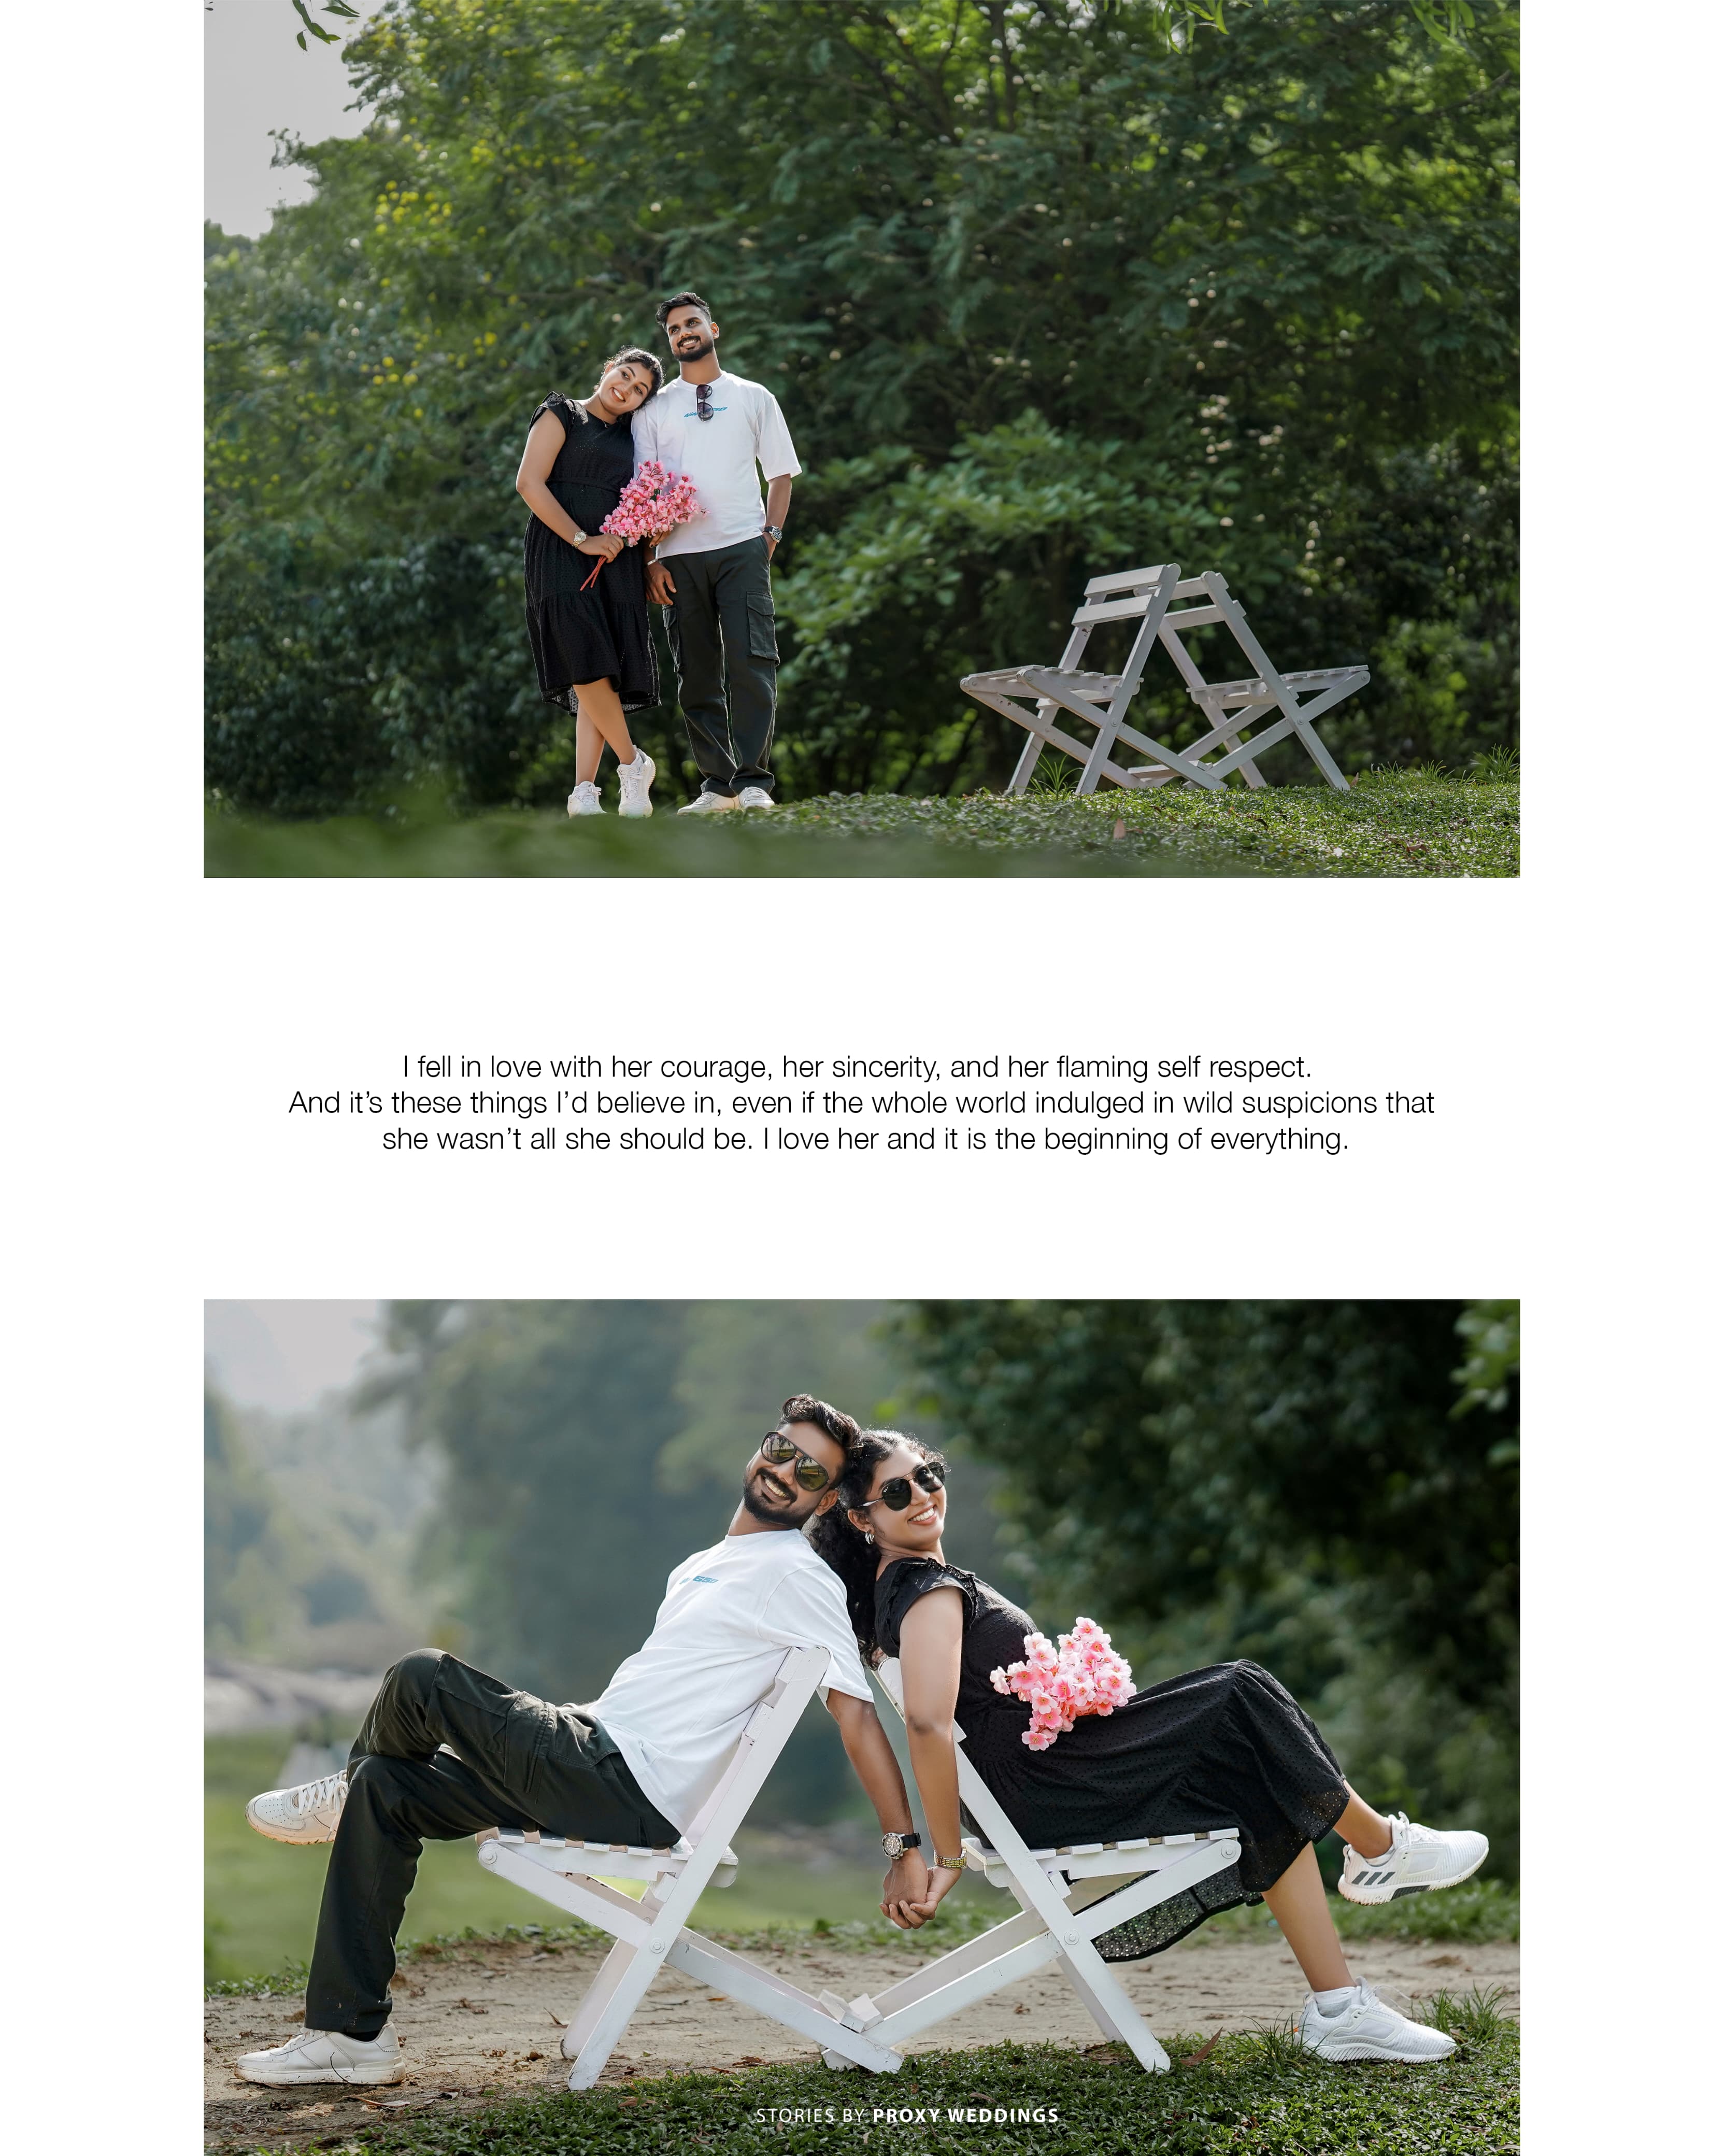 I fell in love with her courage, her sincerity, and her flaming self respect.
And it’s these things I’d believe in, even if the whole world indulged in wild suspicions that
she wasn’t all she should be. I love her and it is the beginning of everything.
STORIES BY PROXY WEDDINGS